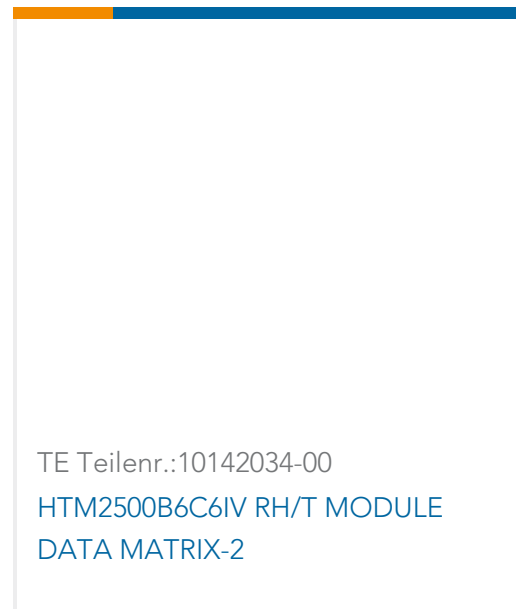 TE Teilenr.:10142034-00
HTM2500B6C6IV RH/T MODULE
DATA MATRIX-2